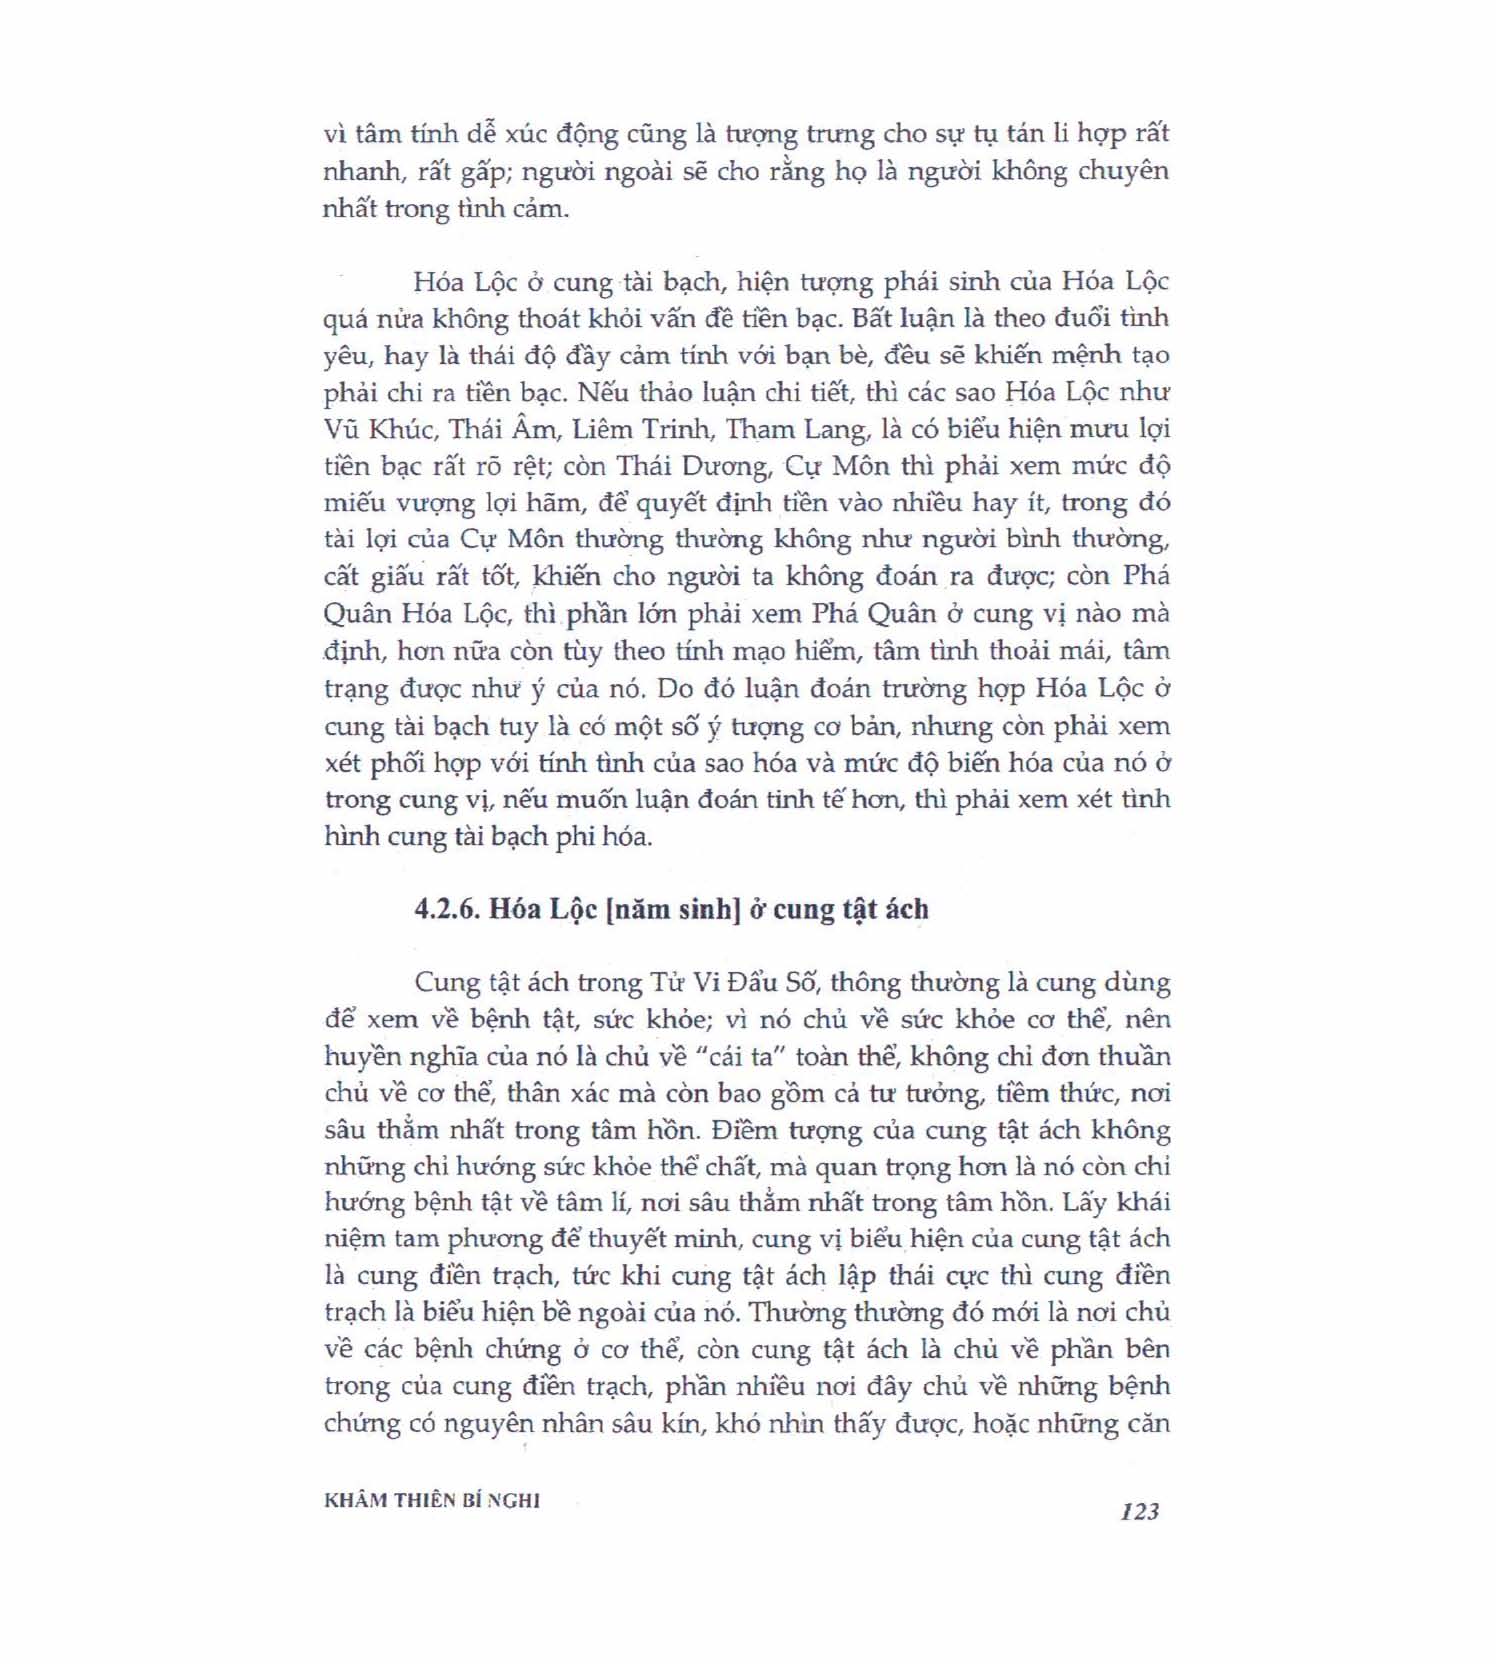 vì tâm tính dễ xúc động cũng là tượng trưng cho sự tụ tán li hợp rất
nhanh, rất gấp; người ngoài sẽ cho rằng họ là người không chuyên
nhất trong tình cảm.
Hóa Lộc ở cung tài bạch, hiện tượng phái sinh của Hóa Lộc
quá nửa không thoát khỏi vấn đề tiền bạc. Bất luận là theo đuổi tình
yêu, hay là thái độ đầy cảm tính với bạn bè, đều sẽ khiến mệnh tạo
phải chi ra tiền bạc. Nếu thảo luận chi tiết, thì các sao Hóa Lộc như
Vũ Khúc, Thái Âm, Liêm Trinh, Tham Lang, là có biểu hiện mưu lợi
tiền bạc rất rõ rệt; còn Thái Dương, Cự Môn thì phải xem mức độ
miếu vượng lợi hãm, để quyết định tiền vào nhiều hay ít, trong đó
tài lợi của Cự Môn thường thường không như người bình thường,
cất giấu rất tốt, khiến cho người ta không đoán ra được; còn Phá
Quân Hóa Lộc, thì phần lớn phải xem Phá Quân ở cung vị nào mà
định, hơn nữa còn tùy theo tính mạo hiểm, tâm tình thoải mái, tâm
trạng được như ý của nó. Do đó luận đoán trường hợp Hóa Lộc ở
cung tài bạch tuy là có một số ý tượng cơ bản, nhưng còn phải xem
xét phối hợp với tính tình của sao hóa và mức độ biến hóa của nó ở
trong cung vị, nếu muốn luận đoán tinh tế hơn, thì phải xem xét tình
hình cung tài bạch phi hóa.
4.2.6. Hóa Lộc [năm sinh] ở cung tật ách
Cung tật ách trong Tử Vi Đẩu Số, thông thường là cung dùng
để xem về bệnh tật, sức khỏe; vì nó chủ về sức khỏe cơ thể, nên
huyền nghĩa của nó là chủ về "cái ta" toàn thể, không chỉ đơn thuần
chủ về cơ thể, thân xác mà còn bao gồm cả tư tưởng, tiềm thức, nơi
sâu thẳm nhất trong tâm hồn. Điềm tượng của cung tật ách không
những chỉ hướng sức khỏe thể chất, mà quan trọng hơn là nó còn chỉ
hướng bệnh tật về tâm lí, nơi sâu thẳm nhất trong tâm hồn. Lấy khái
niệm tam phương để thuyết minh, cung vị biểu hiện của cung tật ách
là cung điền trạch, tức khi cung tật ách lập thái cực thì cung điền
trạch là biểu hiện bề ngoài của nó. Thường thường đó mới là nơi chủ
về các bệnh chứng ở cơ thể, còn cung tật ách là chủ về phần bên
trong của cung điền trạch, phần nhiều nơi đây chủ về những bệnh
chứng có nguyên nhân sâu kín, khó nhìn thấy được, hoặc những căn
KHÂM THIÊN BÍ NGHI
123